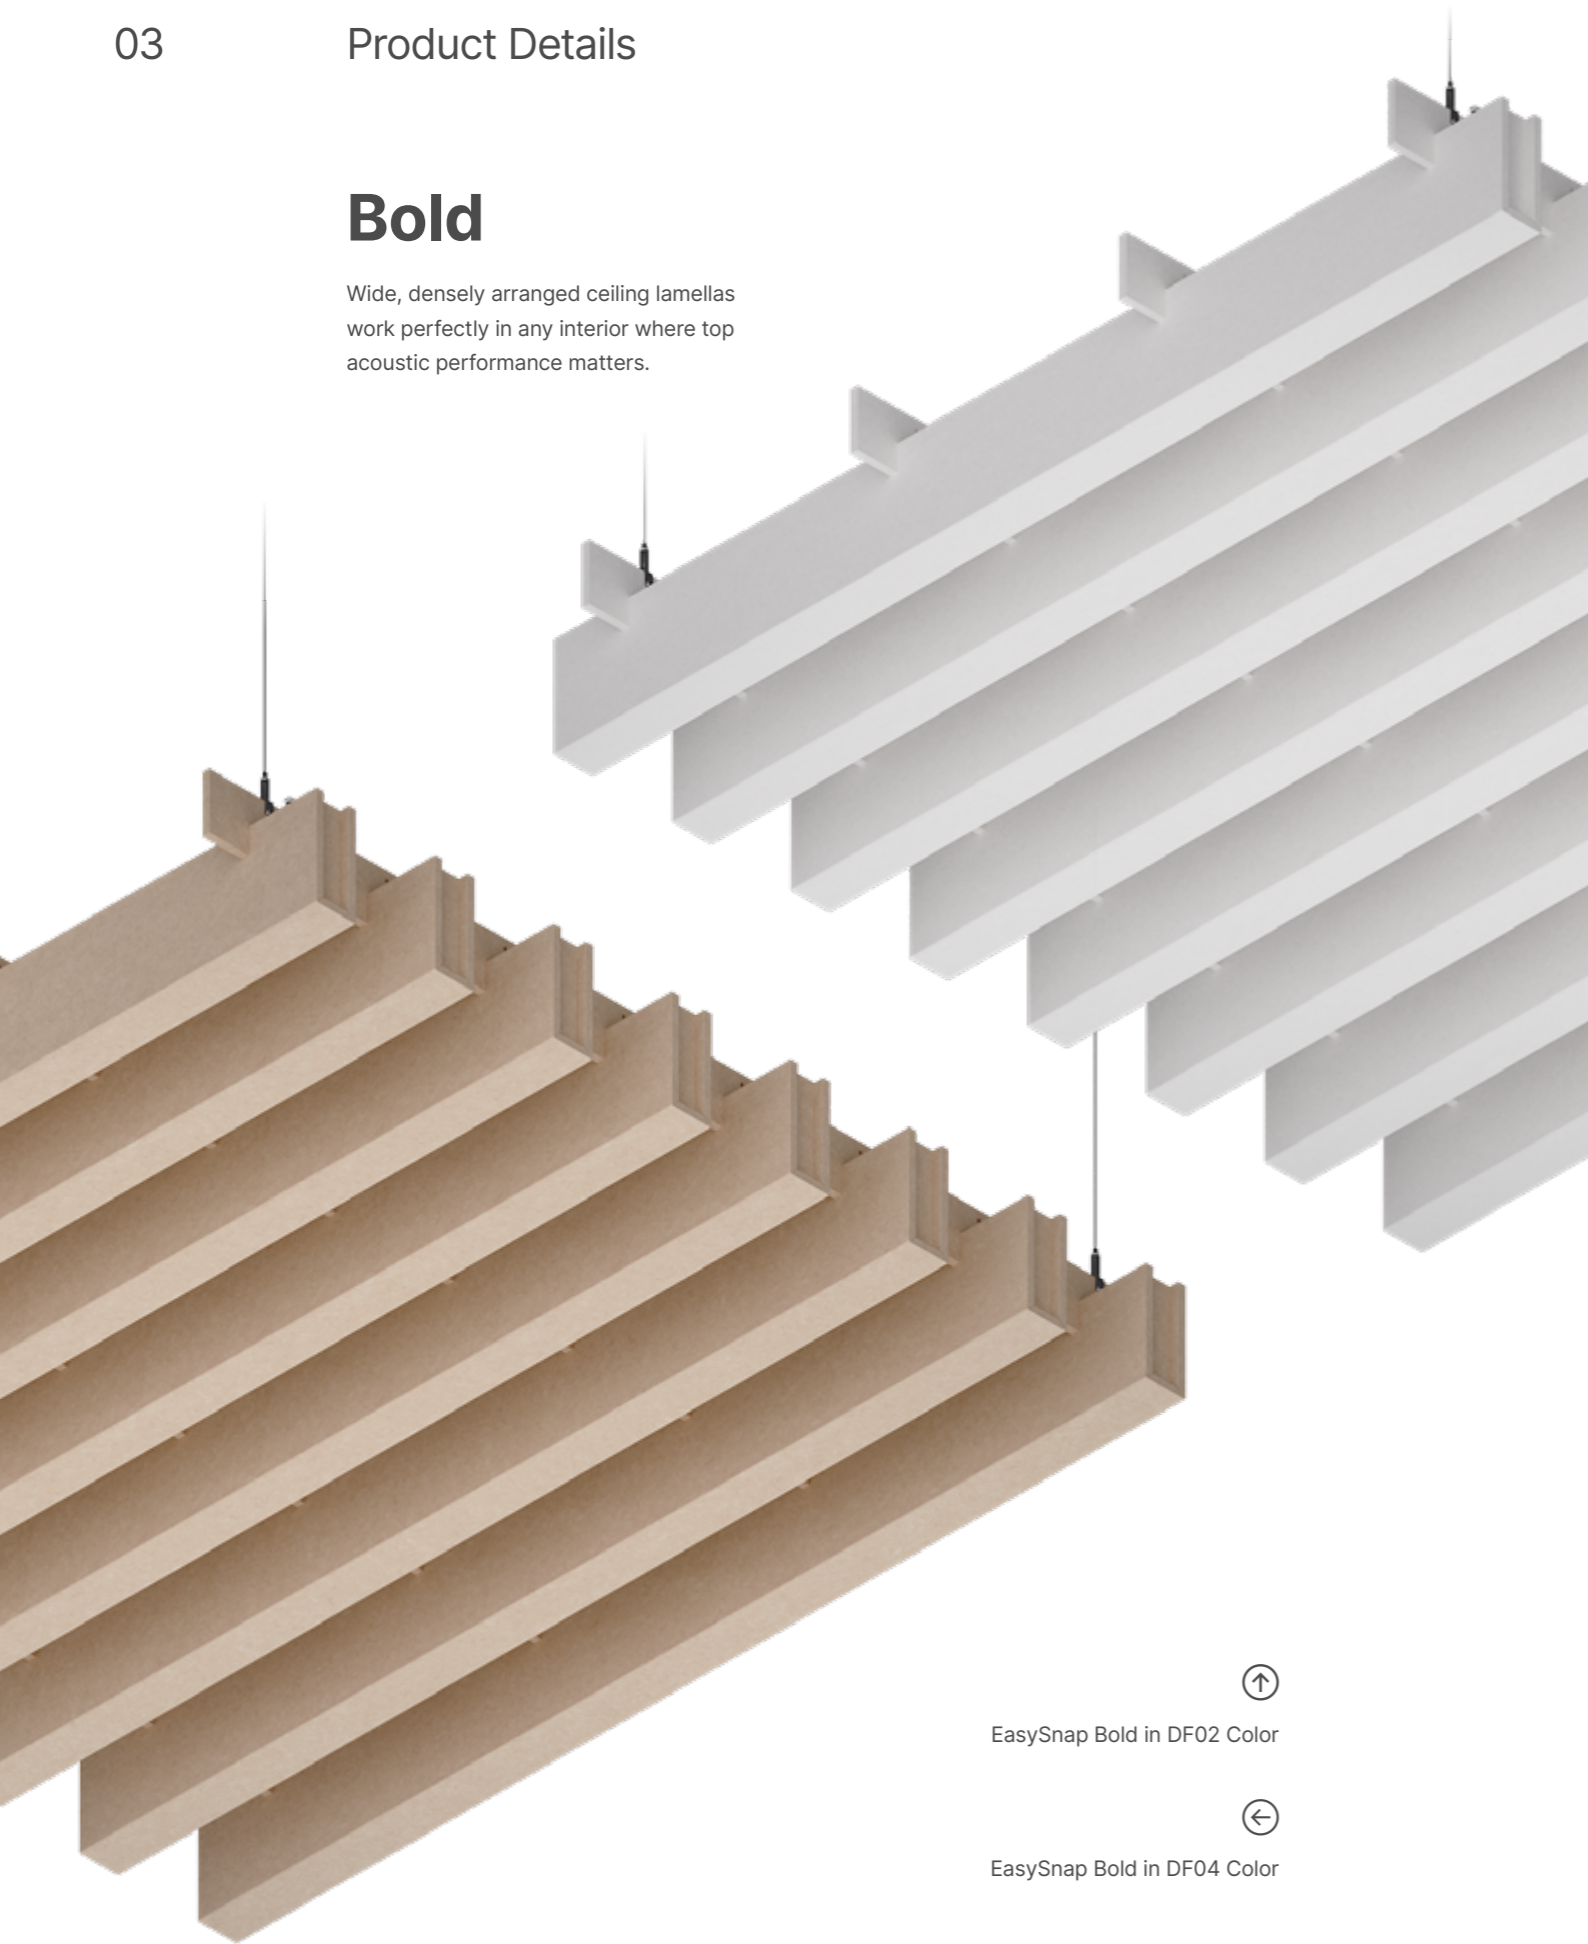 03
Product Details
Bold
Wide, densely arranged ceiling lamellas
work perfectly in any interior where top
acoustic performance matters.
EasySnap Bold in DF02 Color
EasySnap Bold in DF04 Color